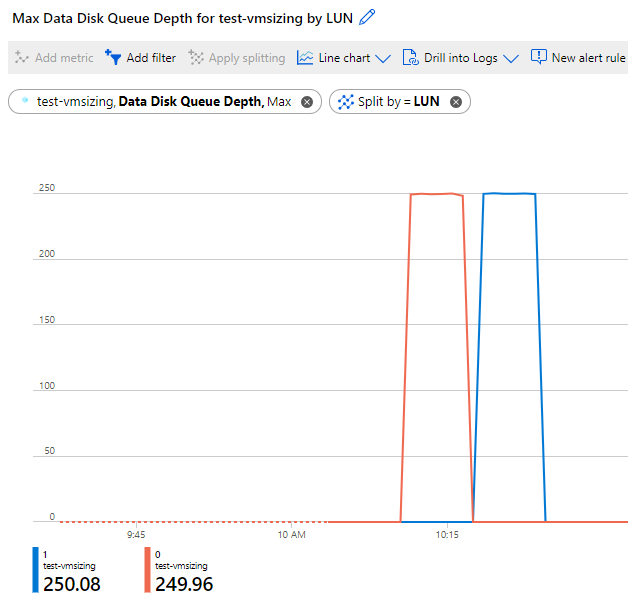 Max Data Disk Queue Depth for test-vmsizing by LUN
Add metric Add filter Apply splitting Line chart Drill into Logs New alert rule
test-vmsizing, Data Disk Queue Depth, Max Split by = LUN
250
200
150
100
50
0
9:45 10 AM 10:15
1
test-vmsizing
250.08
0
test-vmsizing
249.96